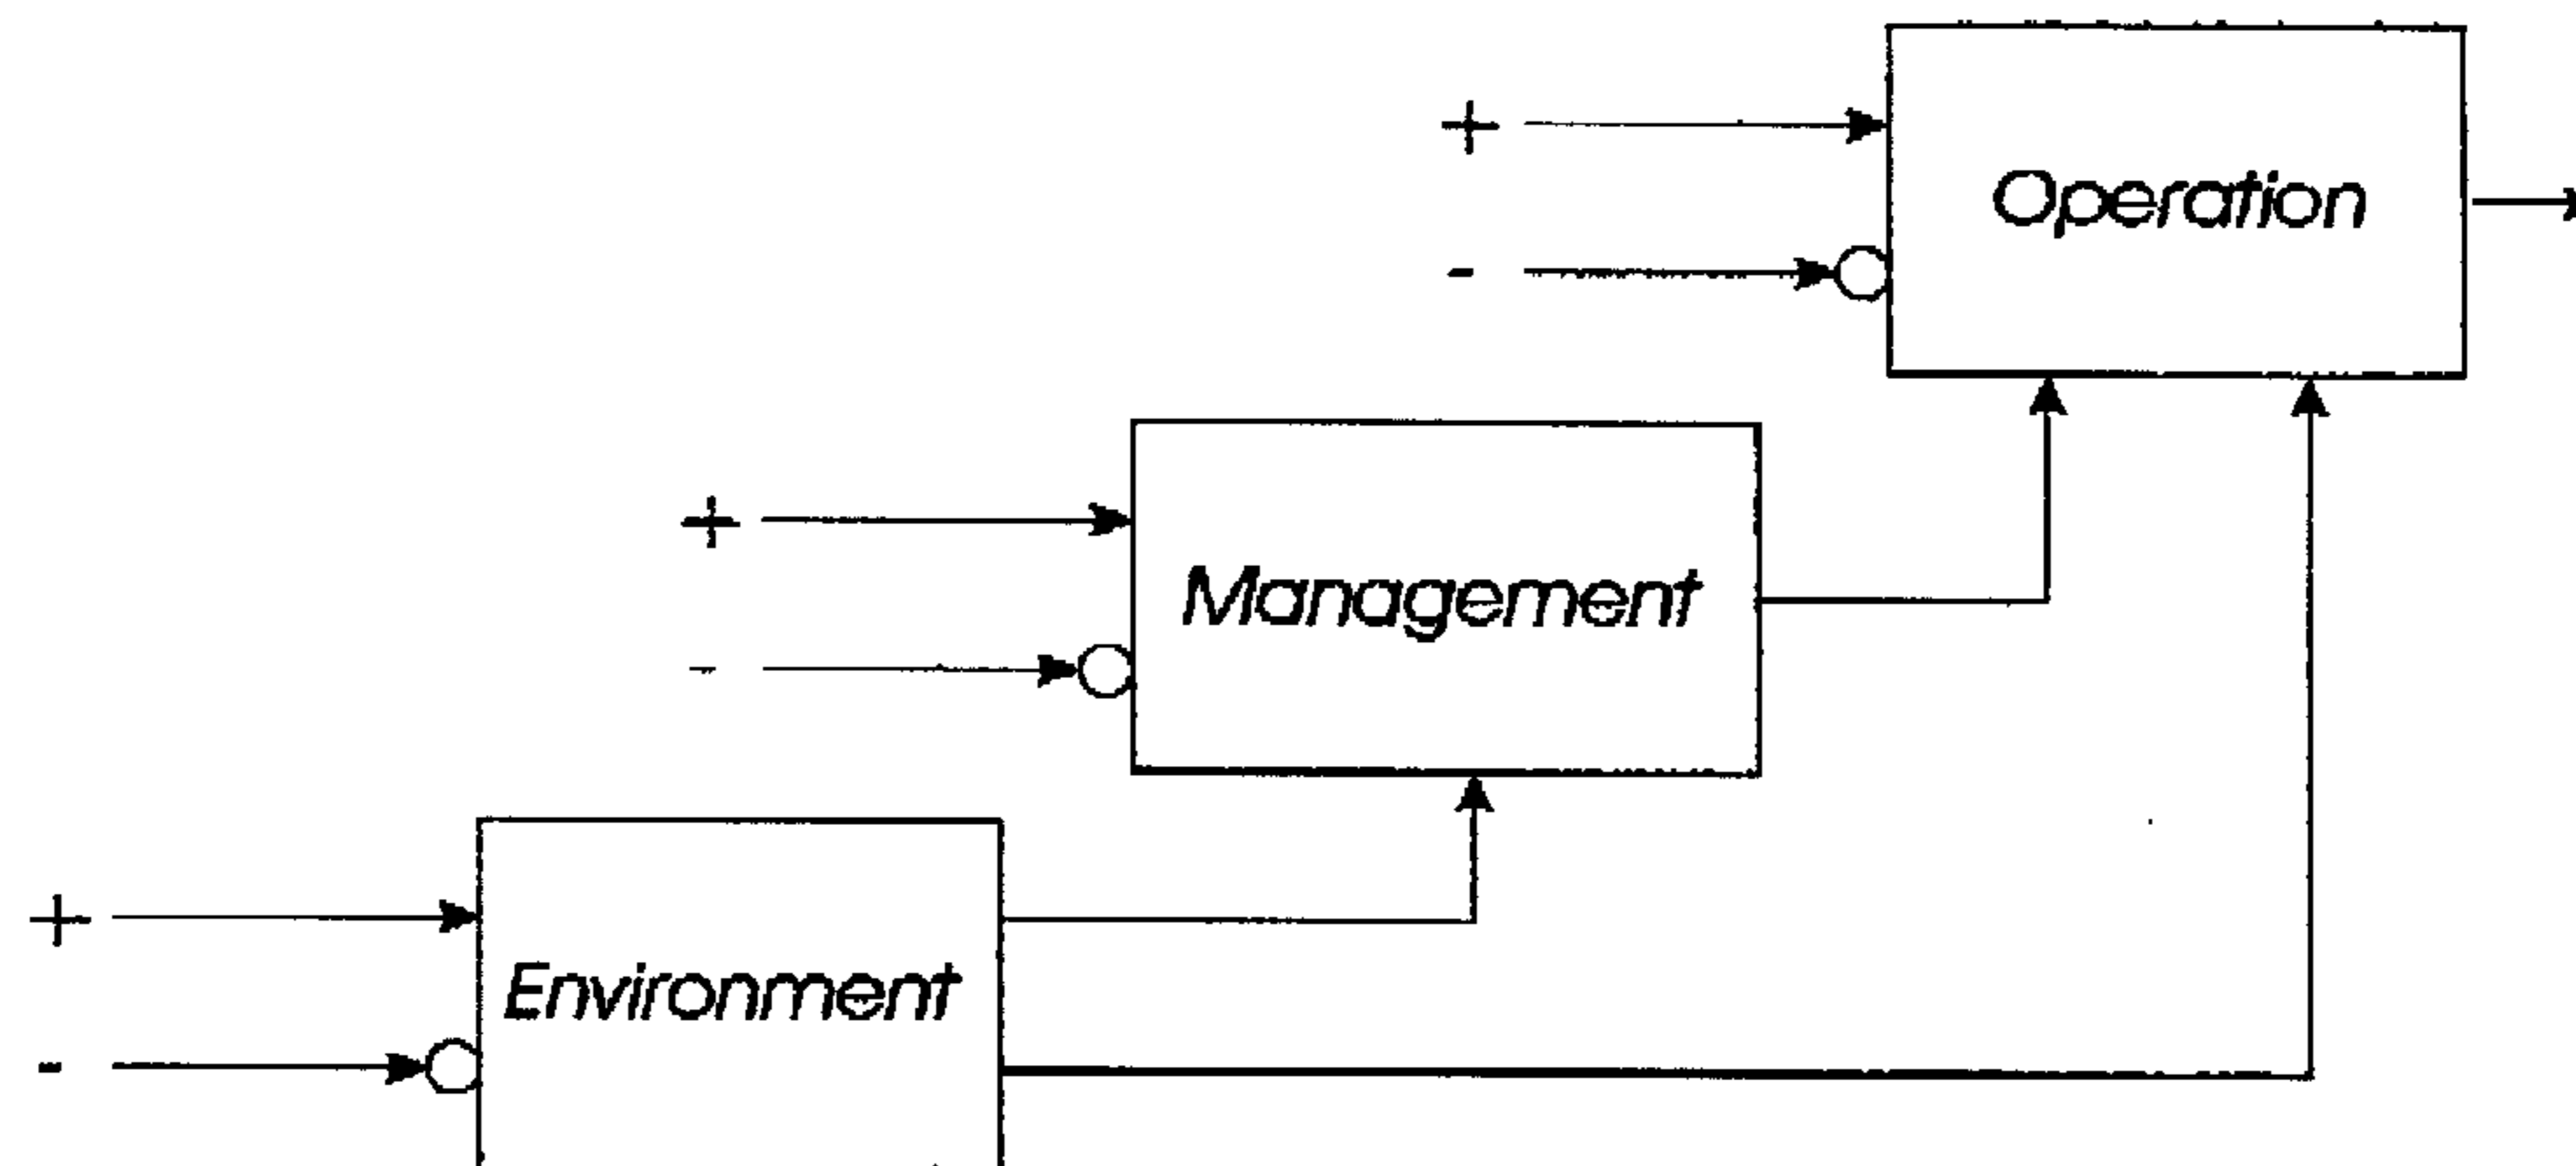 +
Operation
-
+
Management
-
+
Environment
-